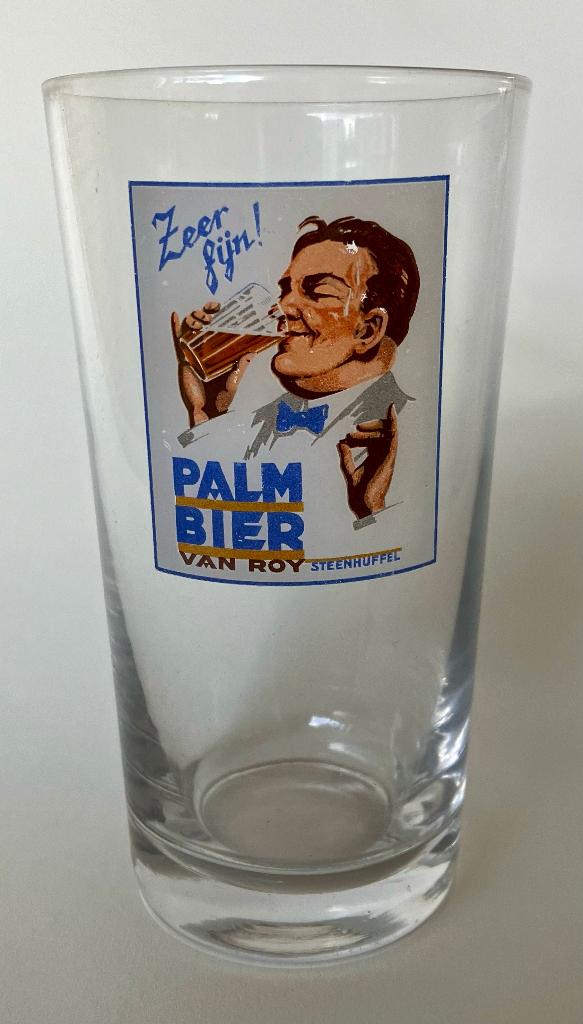 Zeer
fijn!
PALM
BIER
VAN ROY STEENHUFFEL